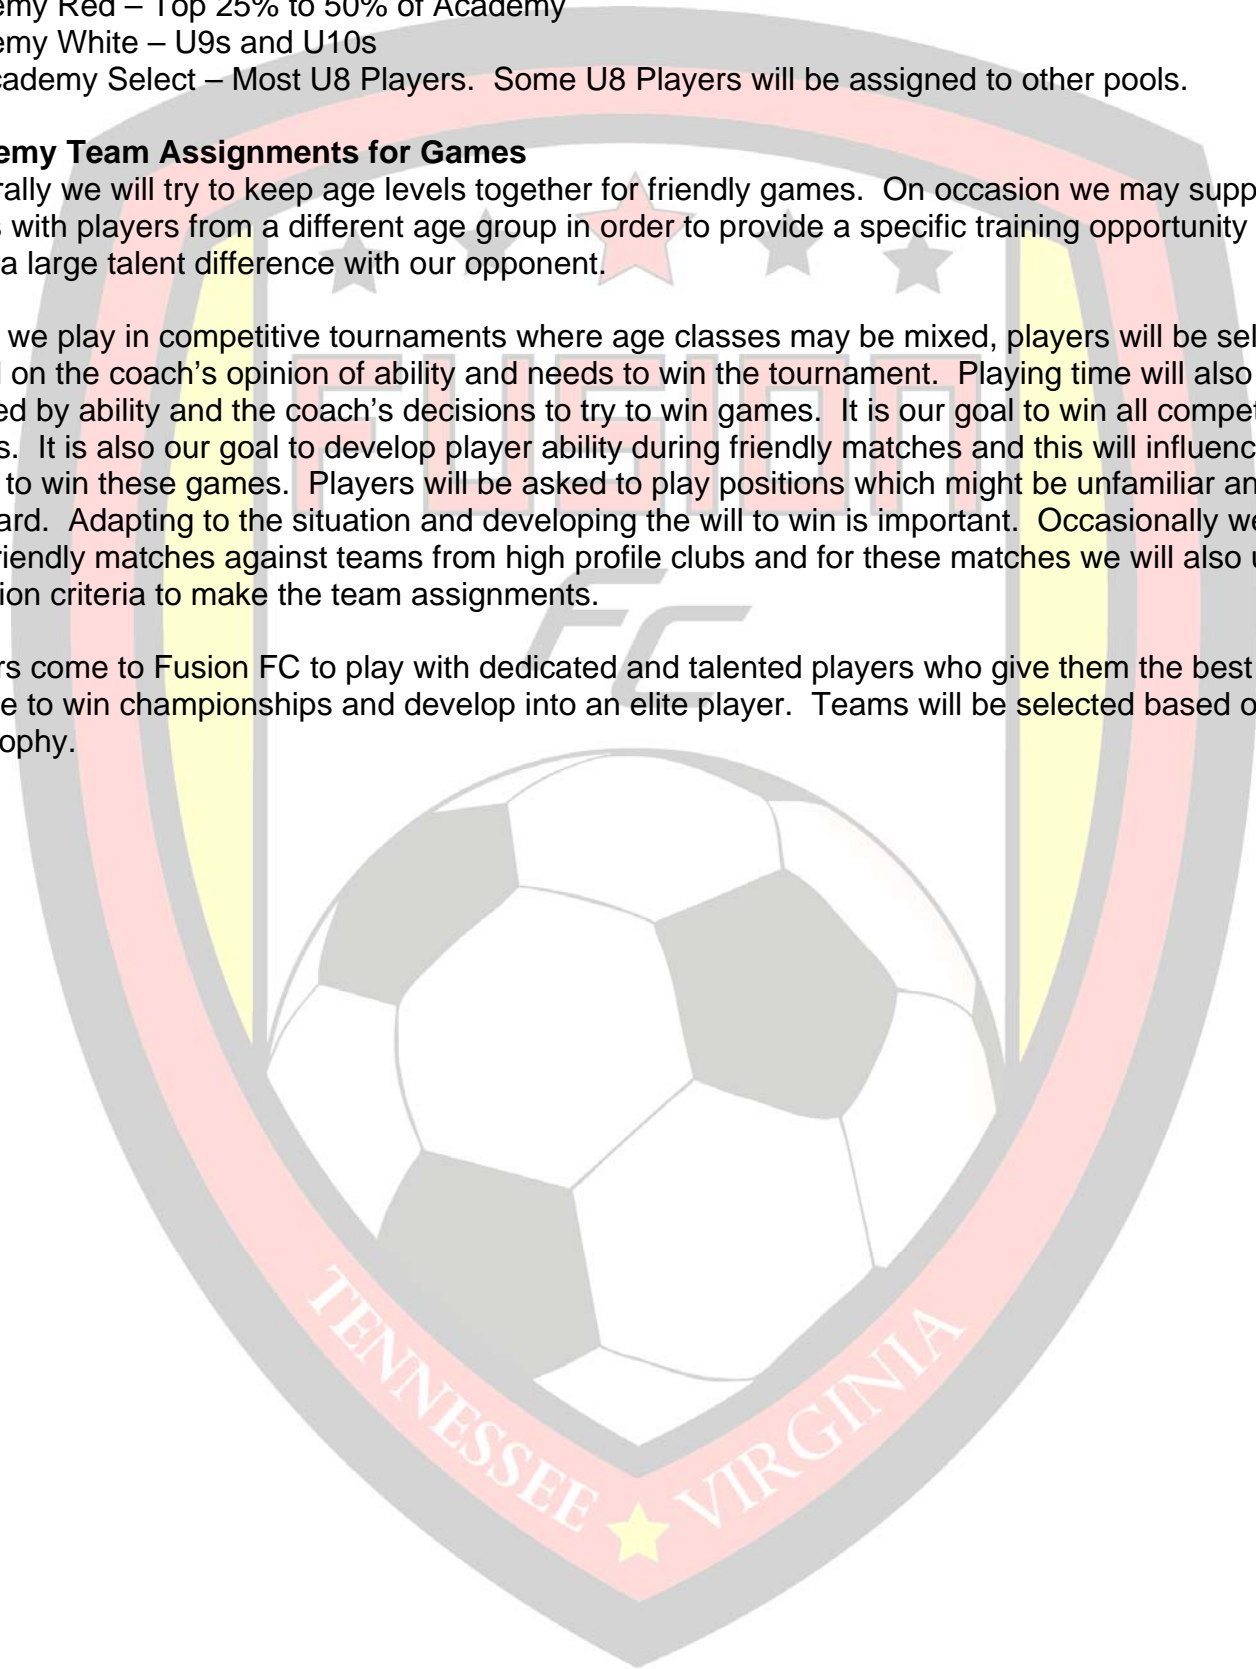 emy Red – Top 25% to 50% of Academy
emy White – U9s and U10s
cademy Select – Most U8 Players.  Some U8 Players will be assigned to other pools.
emy Team Assignments for Games
rally we will try to keep age levels together for friendly games.  On occasion we may supp
s with players from a different age group in order to provide a specific training opportunity
a large talent difference with our opponent.
we play in competitive tournaments where age classes may be mixed, players will be sel
l on the coach’s opinion of ability and needs to win the tournament.  Playing time will also
ed by ability and the coach’s decisions to try to win games.  It is our goal to win all compet
s.  It is also our goal to develop player ability during friendly matches and this will influenc
to win these games.  Players will be asked to play positions which might be unfamiliar an
ard.  Adapting to the situation and developing the will to win is important.  Occasionally we
riendly matches against teams from high profile clubs and for these matches we will also u
ion criteria to make the team assignments.
rs come to Fusion FC to play with dedicated and talented players who give them the best
e to win championships and develop into an elite player.  Teams will be selected based o
ophy.
FUSION
FC
TENNESSEE VIRGINIA